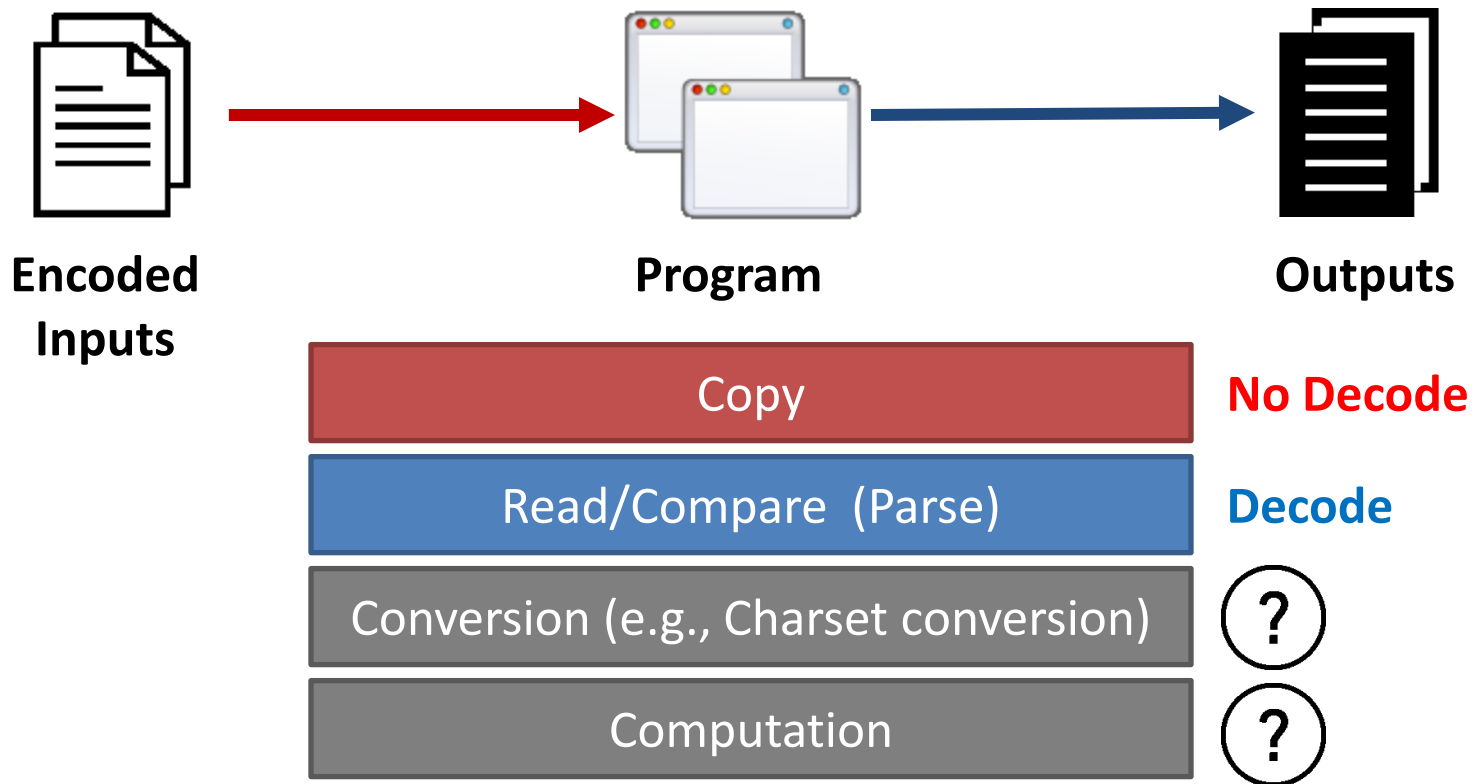 Encoded
Inputs
Program
Outputs
Copy
No Decode
Read/Compare (Parse)
Decode
Conversion (e.g., Charset conversion)
?
Computation
?